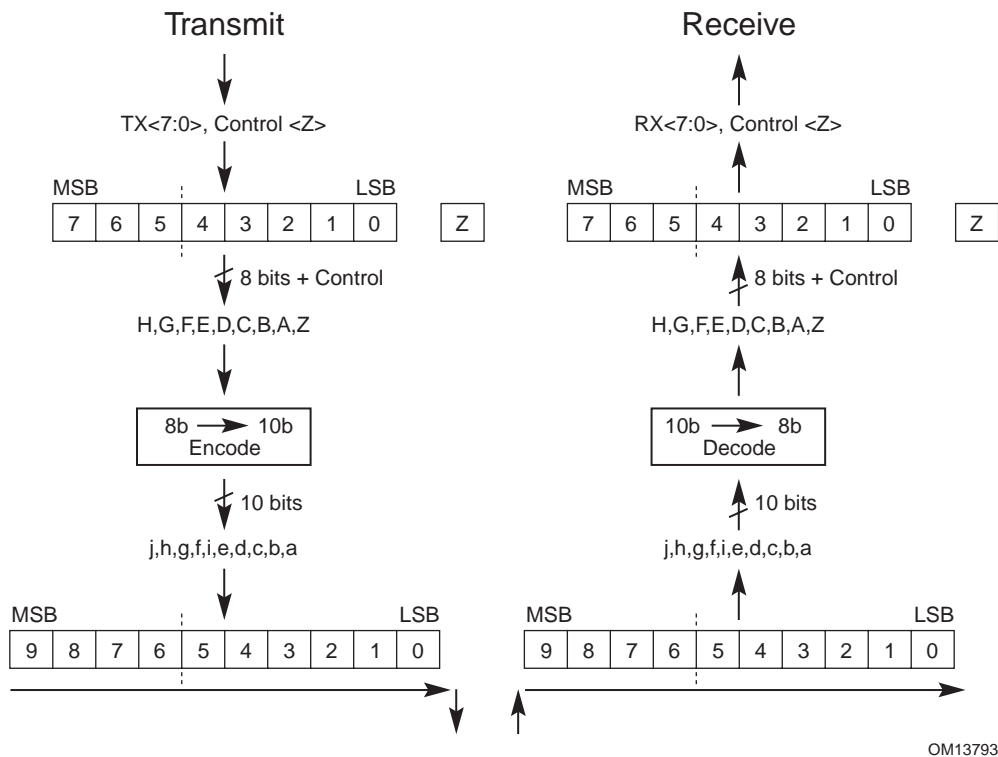 Transmit
TX<7:0>, Control <Z>
MSB LSB
7 6 5 4 3 2 1 0 Z
8 bits + Control
H,G,F,E,D,C,B,A,Z
8b 10b
Encode
10 bits
j,h,g,f,i,e,d,c,b,a
MSB LSB
9 8 7 6 5 4 3 2 1 0
Receive
RX<7:0>, Control <Z>
MSB LSB
7 6 5 4 3 2 1 0 Z
8 bits + Control
H,G,F,E,D,C,B,A,Z
10b 8b
Decode
10 bits
j,h,g,f,i,e,d,c,b,a
MSB LSB
9 8 7 6 5 4 3 2 1 0
OM13793